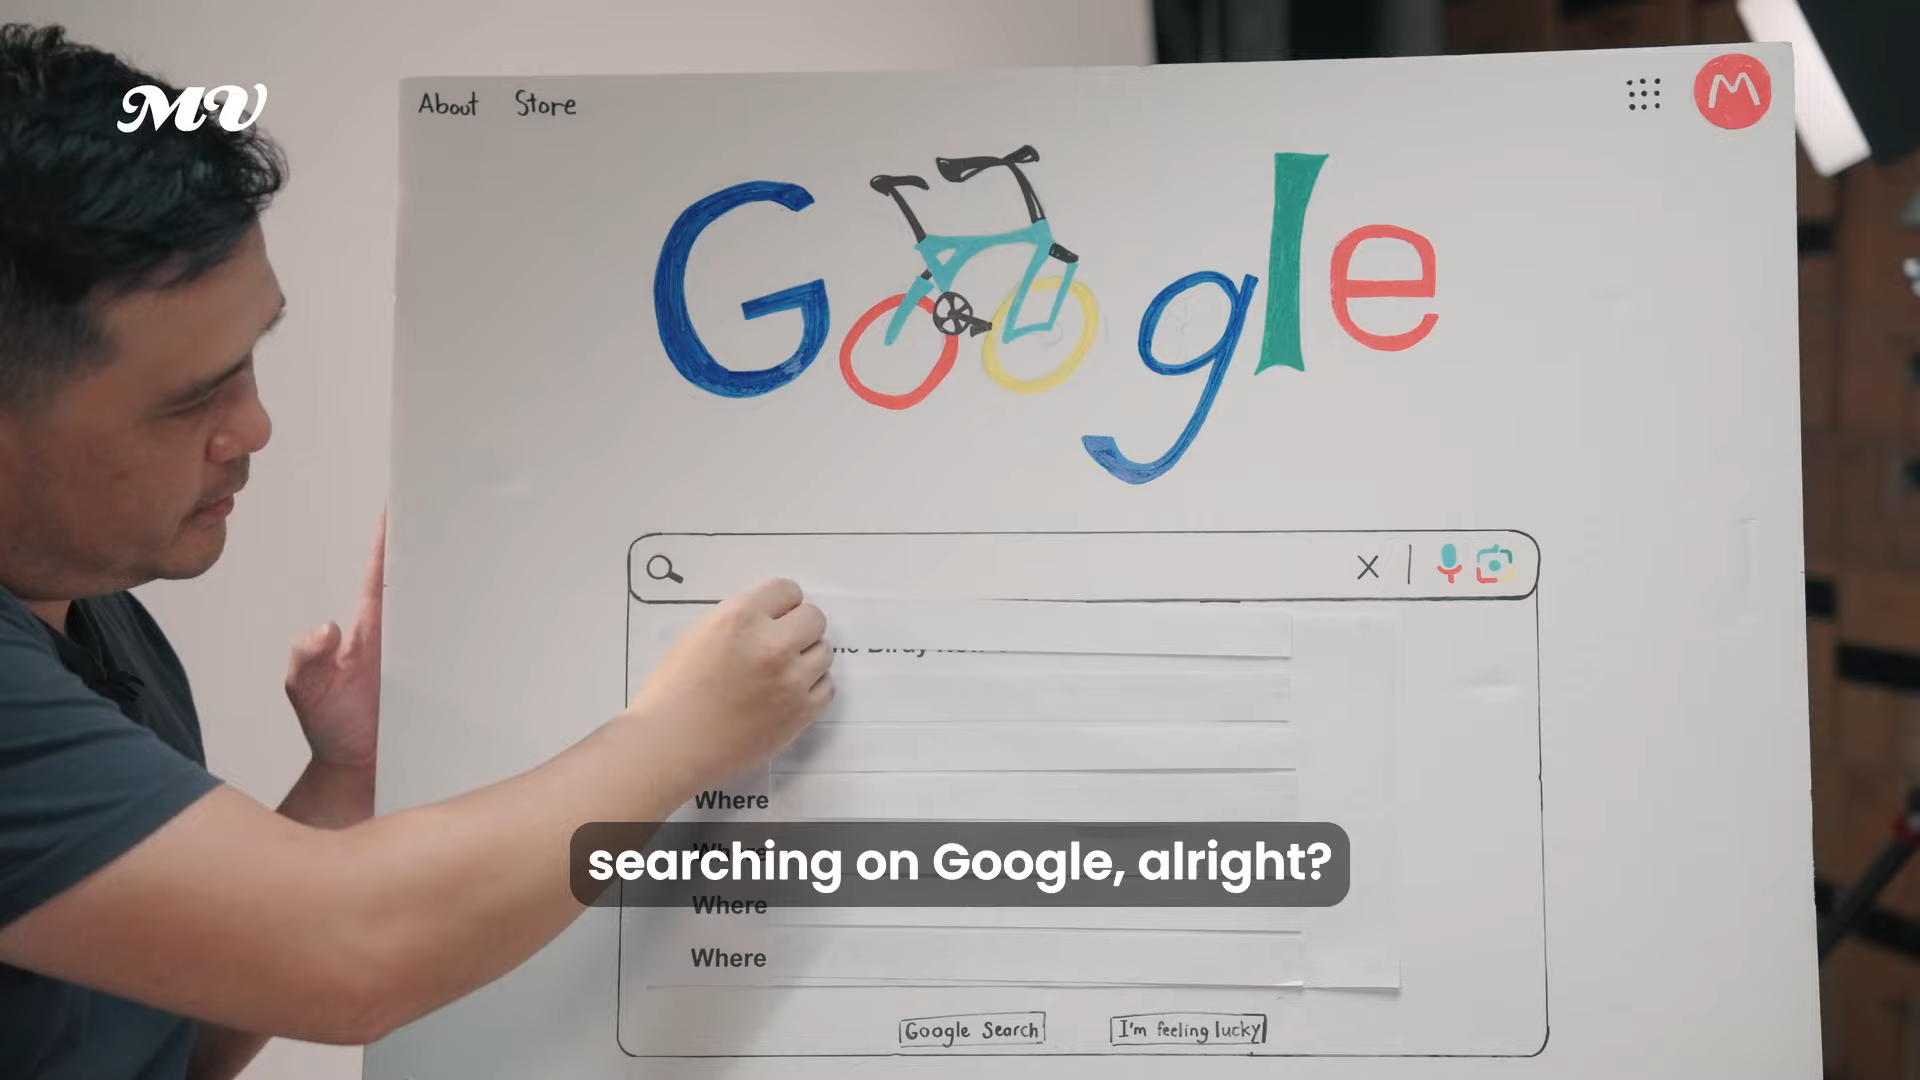 MV
About Store
M
Google
X
Where
searching on Google, alright?
Where
Where
Google Search
I'm feeling lucky